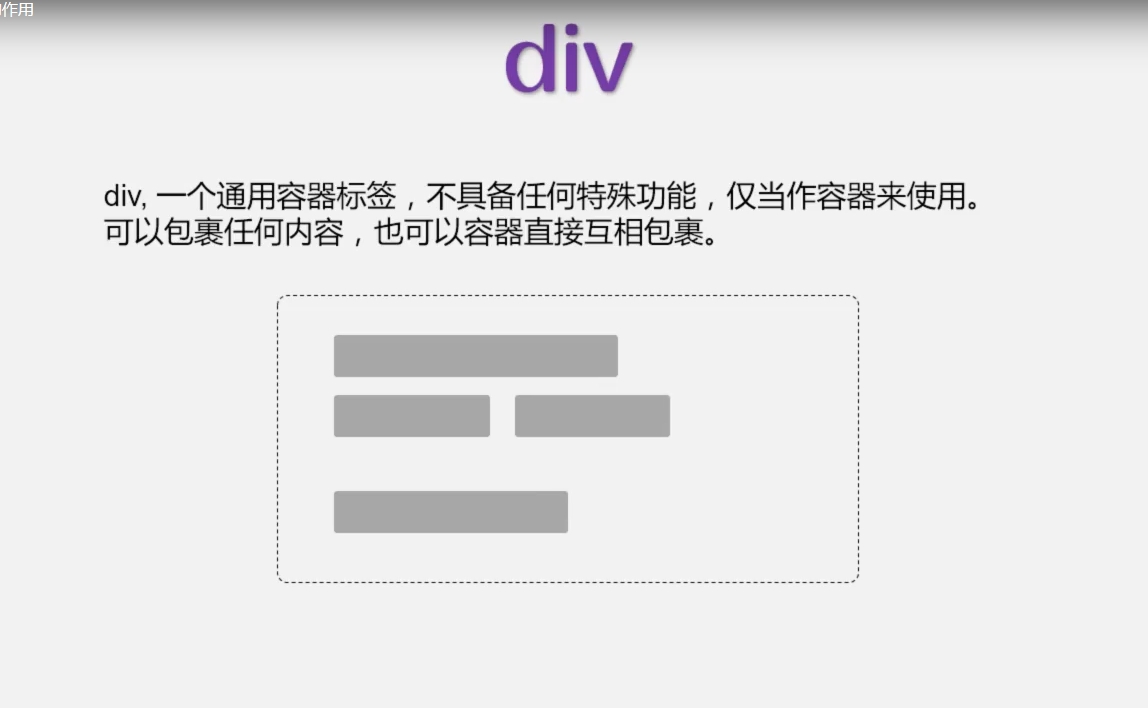 作用
div
div, 一个通用容器标签，不具备任何特殊功能，仅当作容器来使用。
可以包裹任何内容，也可以容器直接互相包裹。